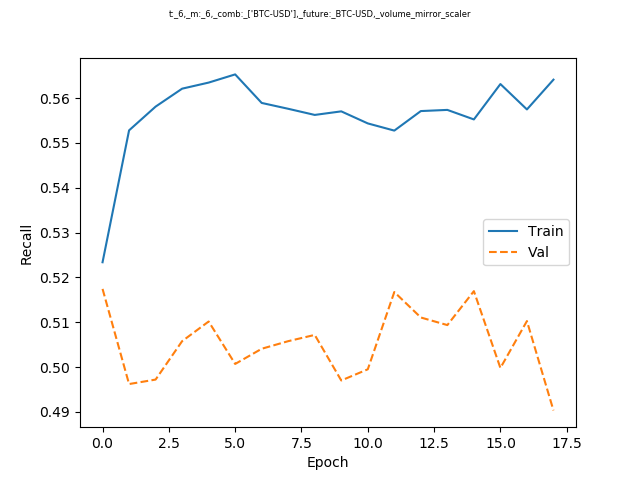 t:_6,_m:_6,_comb:_['BTC-USD'],_future:_BTC-USD,_volume_mirror_scaler
0.56
0.55
0.54
0.53
0.52
0.51
0.50
0.49
Recall
Train
Val
0.0 2.5 5.0 7.5 10.0 12.5 15.0 17.5
Epoch